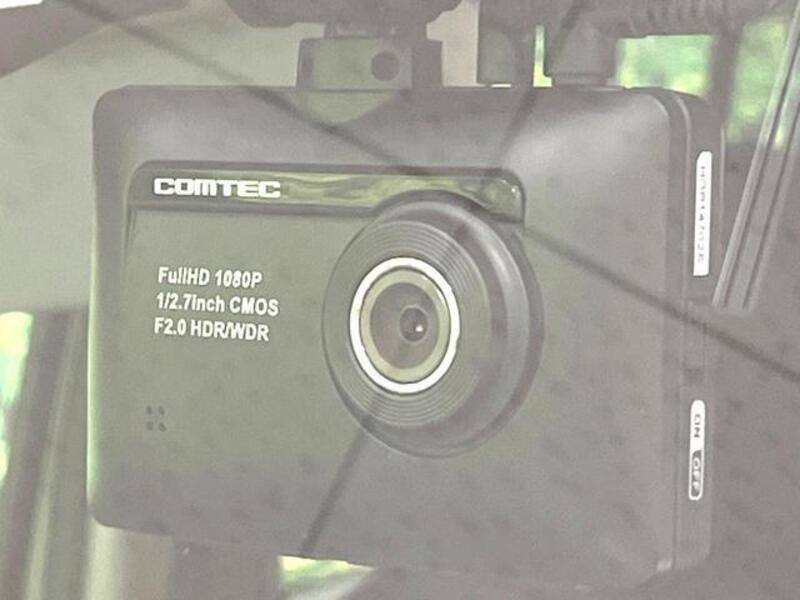 COMTEC
FullHD 1080P
1/2.7inch CMOS
F2.0 HDR/WDR
ON OFF